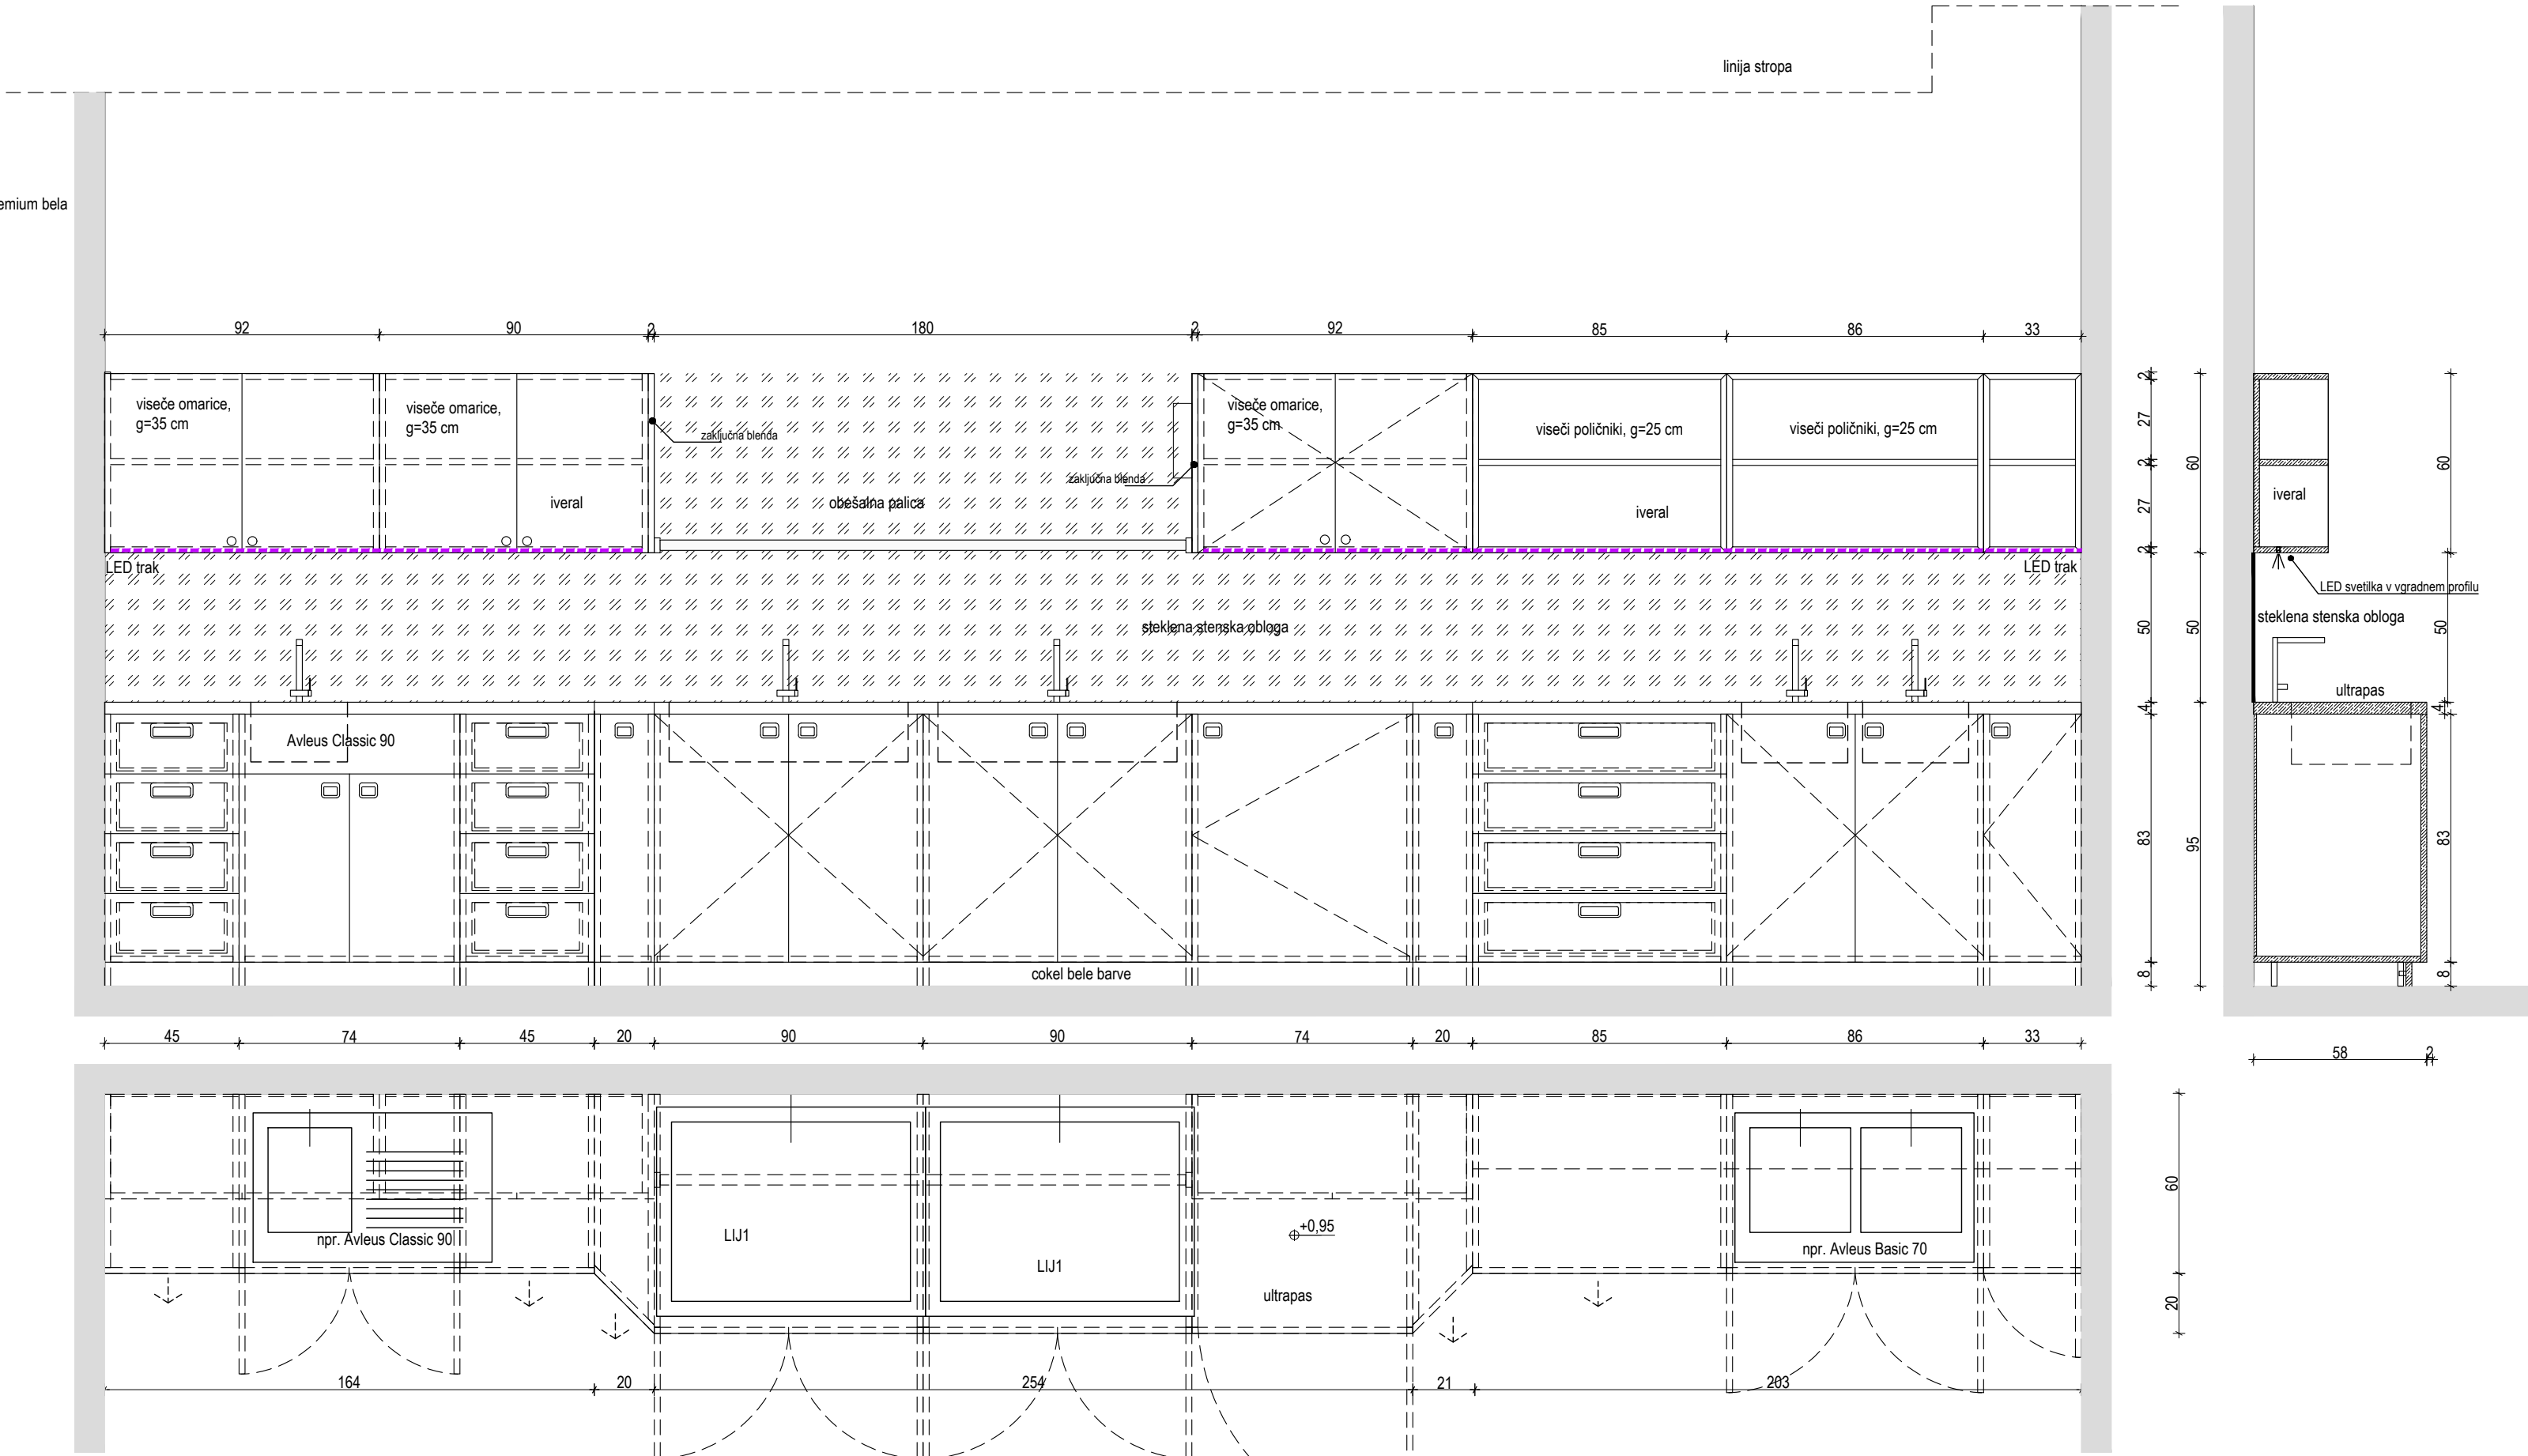 linija stropa
emium bela
92
90
2
180
2
92
85
86
33
viseče omarice,
g=35 cm
viseče omarice,
g=35 cm
zaključna blenda
zaključna blenda
viseče omarice,
g=35 cm
viseči poličniki, g=25 cm
viseči poličniki, g=25 cm
iveral
obešalna palica
iveral
LED trak
LED trak
steklena stenska obloga
Avleus Classic 90
cokel bele barve
2
27
2
27
2
50
4
83
8
60
50
95
iveral
LED svetilka v vgradnem profilu
steklena stenska obloga
ultrapas
60
50
4
83
8
58
2
45
74
45
20
90
90
74
20
85
86
33
npr. Avleus Classic 90
LIJ1
LIJ1
+0,95
ultrapas
npr. Avleus Basic 70
60
20
164
20
254
21
203